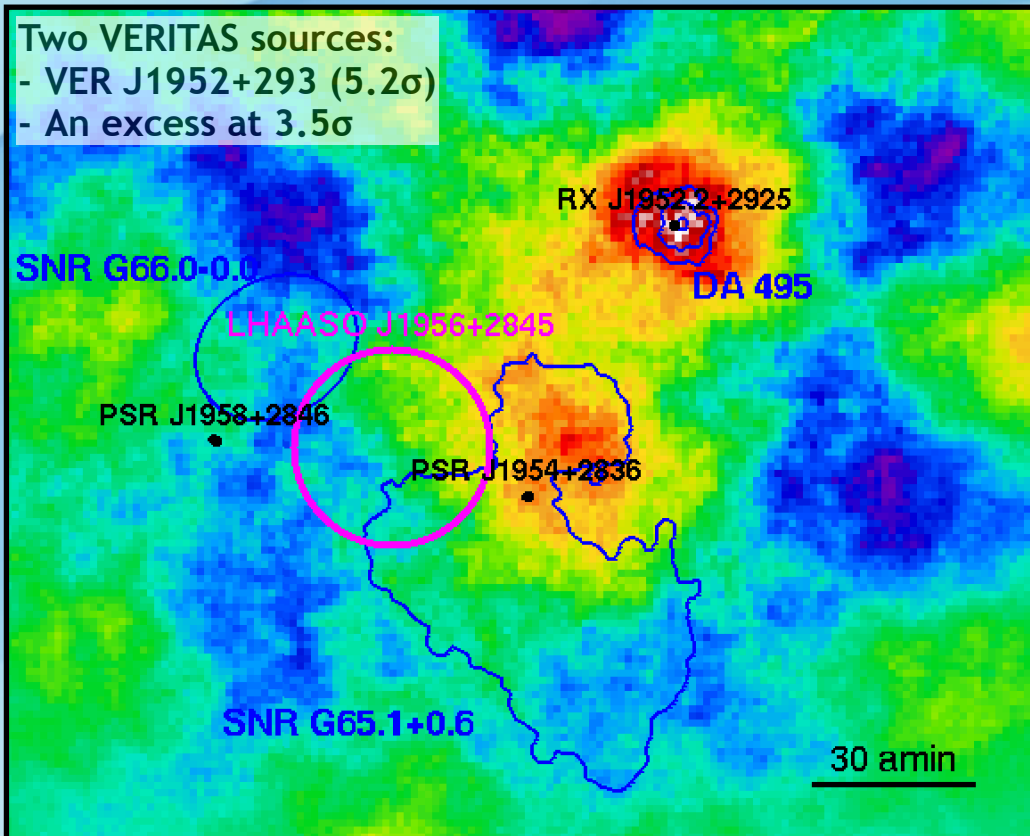 Two VERITAS sources:
- VER J1952+293 (5.2σ)
- An excess at 3.5σ
RX J1952.2+2925
SNR G66.0-0.0
DA 495
LHAASO J1956+2845
PSR J1958+2846
PSR J1954+2836
SNR G65.1+0.6
30 amin